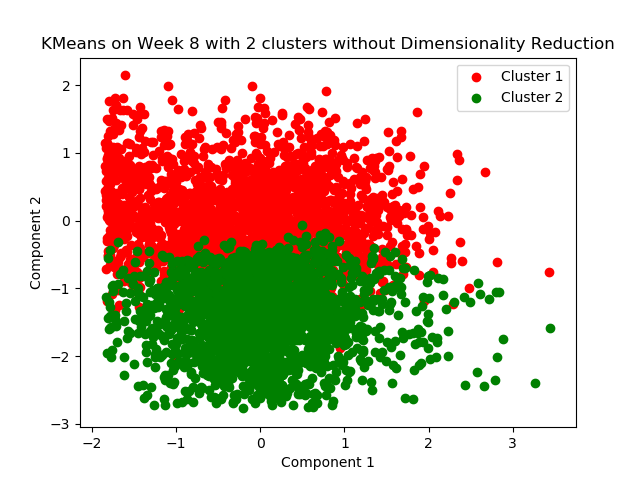 KMeans on Week 8 with 2 clusters without Dimensionality Reduction
Cluster 1
Cluster 2
2
1
0
−1
−2
−3
Component 2
−2
−1
0
1
2
3
Component 1